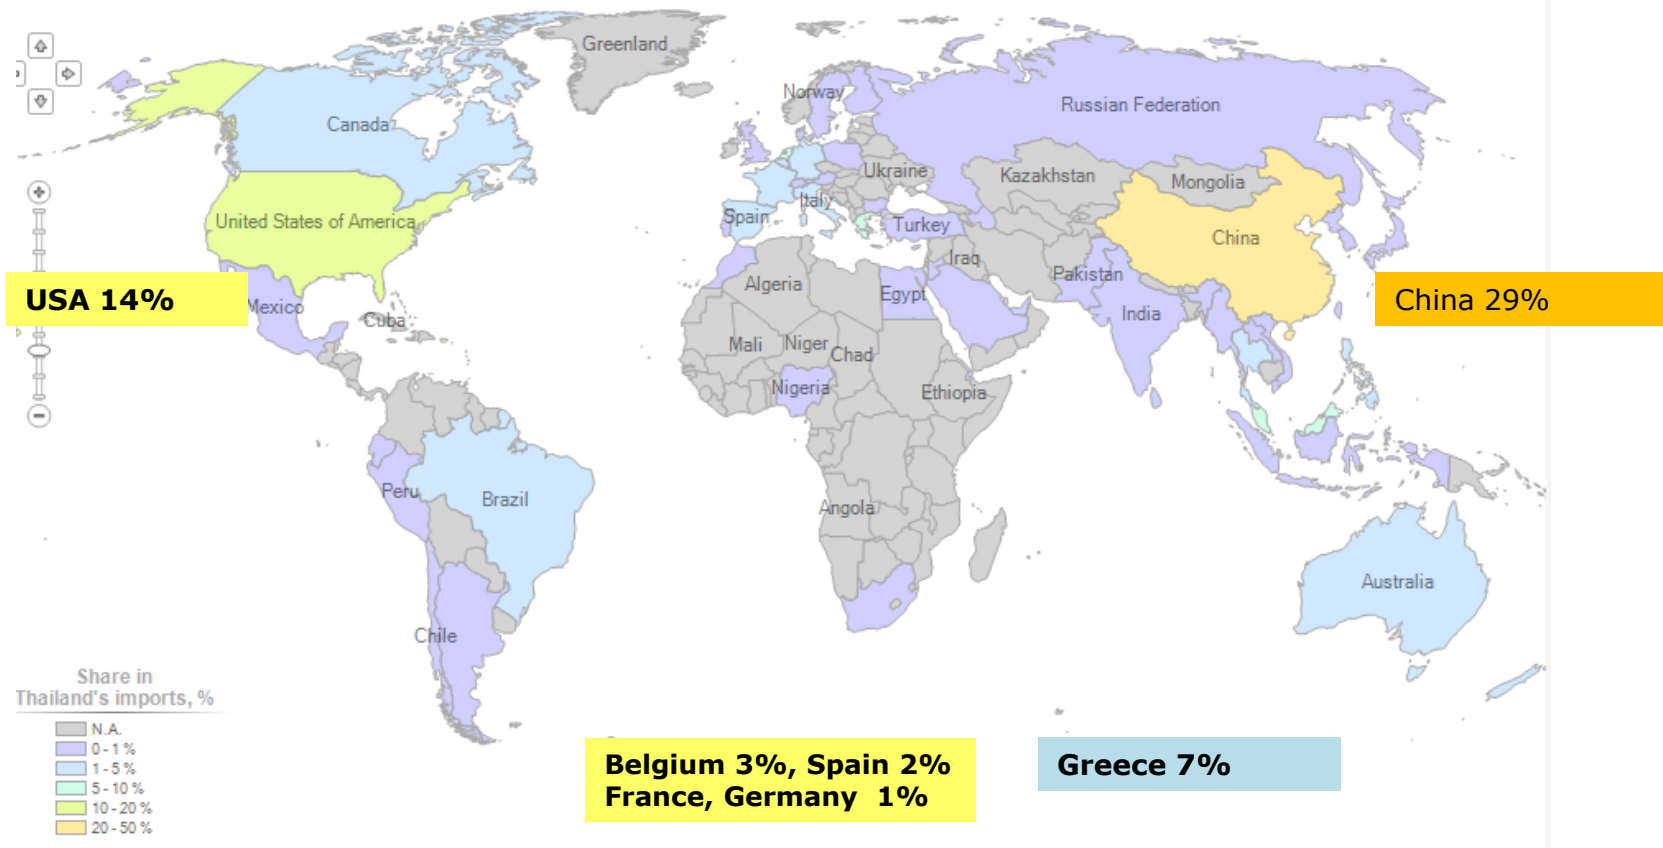 Greenland
Norway
Russian Federation
Canada
Ukraine
Kazakhstan
Mongolia
Italy
United States of America
Spain
Turkey
China
Iraq
Pakistan
Algeria
Egypt
USA 14%
Mexico
China 29%
India
Cuba
Mali
Niger
Chad
Nigeria
Ethiopia
Peru
Brazil
Angola
Australia
Chile
Share in
Thailand's imports, %
N.A.
0 - 1 %
1 - 5 %
5 - 10 %
10 - 20 %
20 - 50 %
Belgium 3%, Spain 2%
France, Germany 1%
Greece 7%